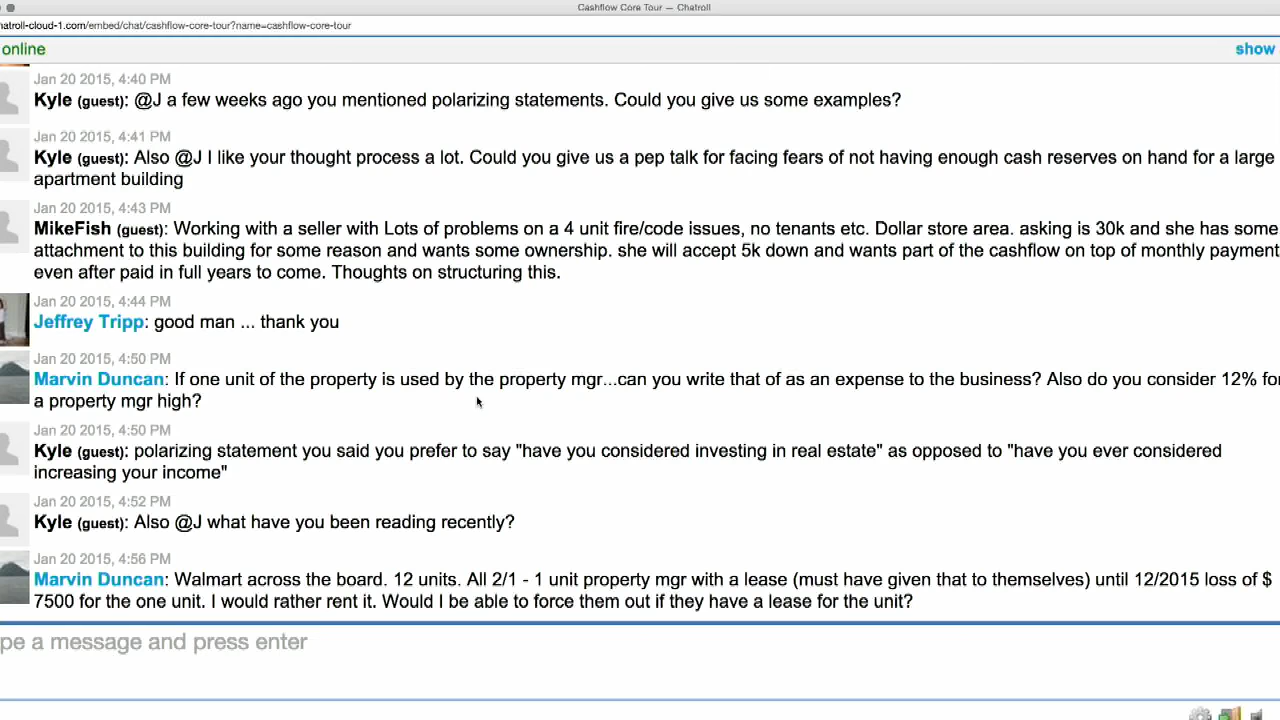 Cashflow Core Tour — Chatroll
hatroll-cloud-1.com/embed/chat/cashflow-core-tour?name=cashflow-core-tour
online show
Jan 20 2015, 4:40 PM
Kyle (guest): @J a few weeks ago you mentioned polarizing statements. Could you give us some examples?
Jan 20 2015, 4:41 PM
Kyle (guest): Also @J I like your thought process a lot. Could you give us a pep talk for facing fears of not having enough cash reserves on hand for a large
apartment building
Jan 20 2015, 4:43 PM
MikeFish (guest): Working with a seller with Lots of problems on a 4 unit fire/code issues, no tenants etc. Dollar store area. asking is 30k and she has some
attachment to this building for some reason and wants some ownership. she will accept 5k down and wants part of the cashflow on top of monthly payment
even after paid in full years to come. Thoughts on structuring this.
Jan 20 2015, 4:44 PM
Jeffrey Tripp: good man ... thank you
Jan 20 2015, 4:50 PM
Marvin Duncan: If one unit of the property is used by the property mgr...can you write that of as an expense to the business? Also do you consider 12% for
a property mgr high?
Jan 20 2015, 4:50 PM
Kyle (guest): polarizing statement you said you prefer to say "have you considered investing in real estate" as opposed to "have you ever considered
increasing your income"
Jan 20 2015, 4:52 PM
Kyle (guest): Also @J what have you been reading recently?
Jan 20 2015, 4:56 PM
Marvin Duncan: Walmart across the board. 12 units. All 2/1 - 1 unit property mgr with a lease (must have given that to themselves) until 12/2015 loss of $
7500 for the one unit. I would rather rent it. Would I be able to force them out if they have a lease for the unit?
pe a message and press enter